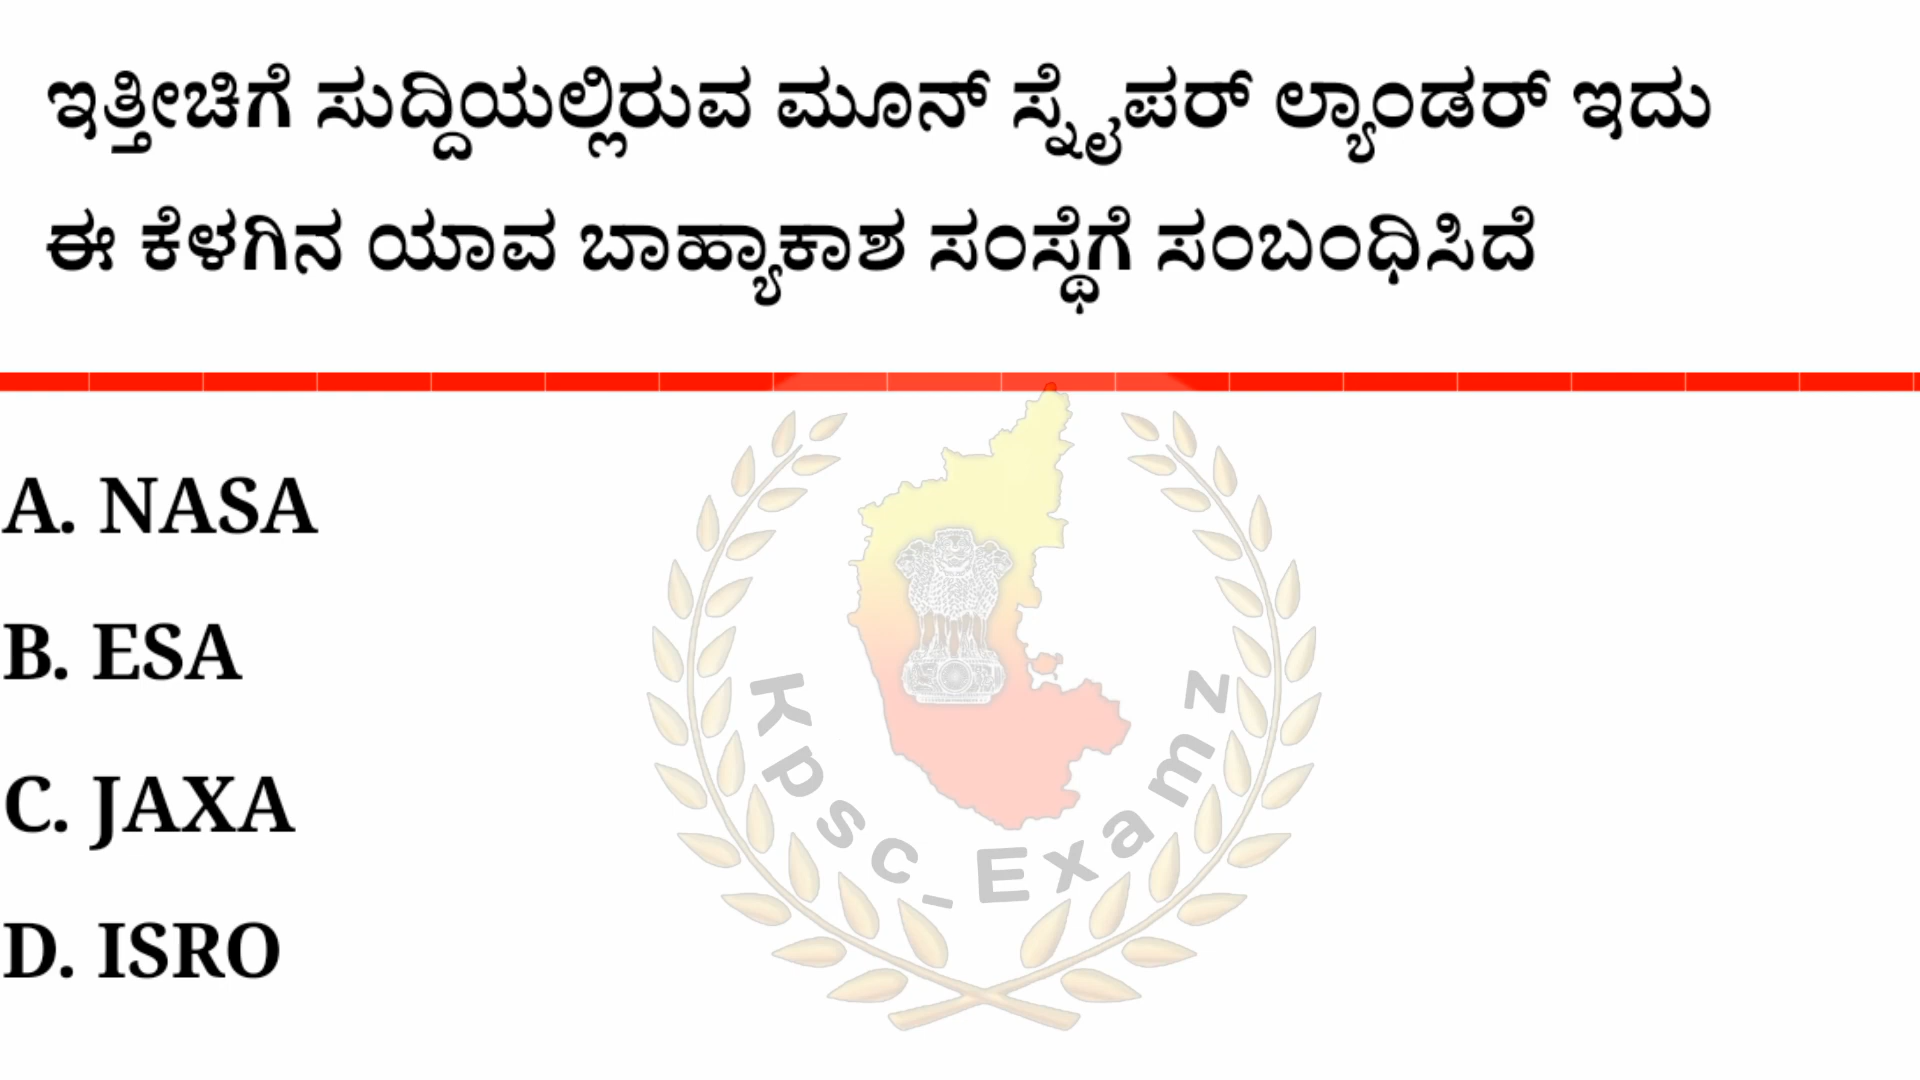 ಇತ್ತೀಚಿಗೆ ಸುದ್ದಿಯಲ್ಲಿರುವ ಮೂನ್ ಸ್ನೈಪರ್ ಲ್ಯಾಂಡರ್ ಇದು
ಈ ಕೆಳಗಿನ ಯಾವ ಬಾಹ್ಯಾಕಾಶ ಸಂಸ್ಥೆಗೆ ಸಂಬಂಧಿಸಿದೆ
A. NASA
B. ESA
C. JAXA
D. ISRO
Kpsc_Examz